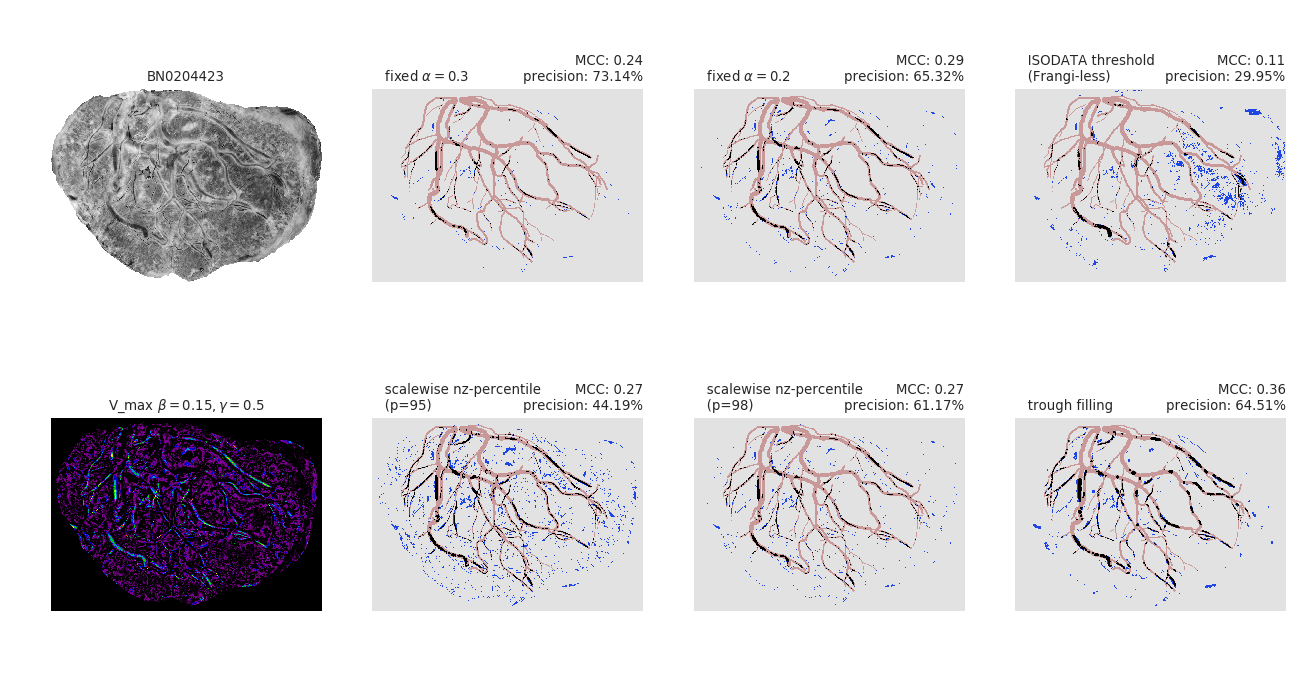 BN0204423
fixed α = 0.3
MCC: 0.24
precision: 73.14%
fixed α = 0.2
MCC: 0.29
precision: 65.32%
ISODATA threshold
(Frangi-less)
MCC: 0.11
precision: 29.95%
V_max β = 0.15, γ = 0.5
scalewise nz-percentile
(p=95)
MCC: 0.27
precision: 44.19%
scalewise nz-percentile
(p=98)
MCC: 0.27
precision: 61.17%
trough filling
MCC: 0.36
precision: 64.51%